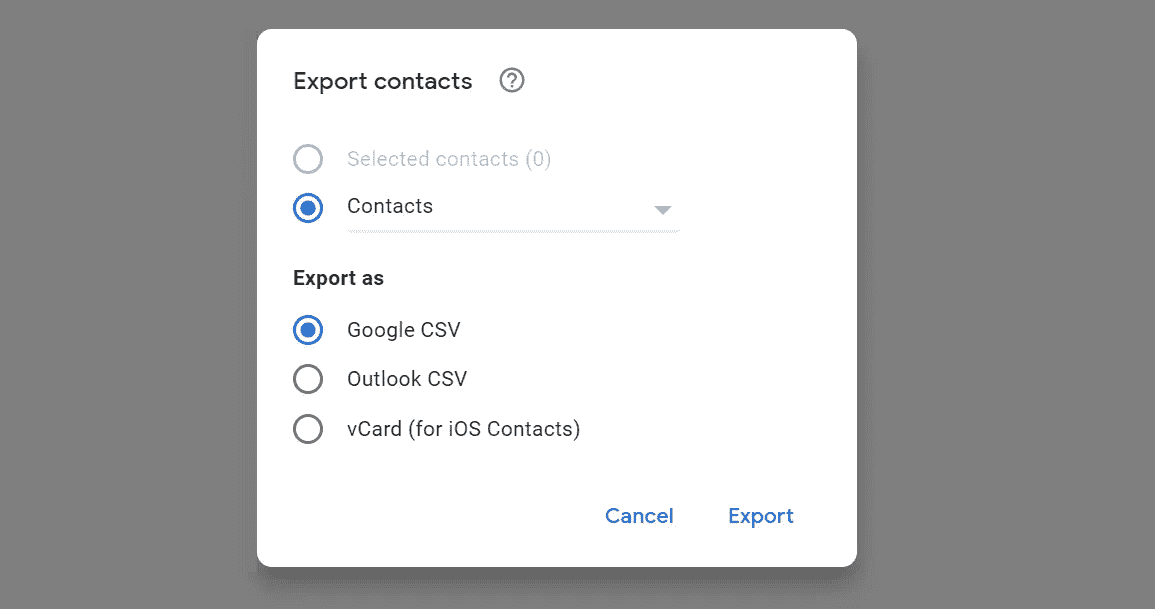 Export contacts ?
Selected contacts (0)
Contacts
Export as
Google CSV
Outlook CSV
vCard (for iOS Contacts)
Cancel Export